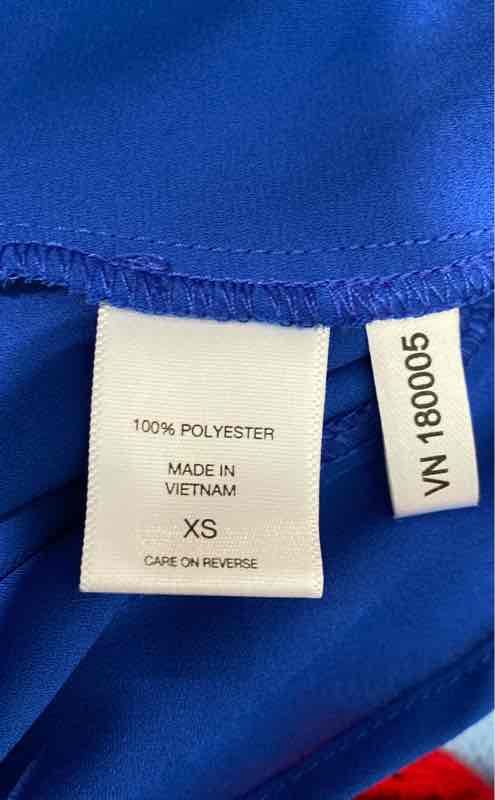 100% POLYESTER
MADE IN
VIETNAM
XS
CARE ON REVERSE
VN 180005